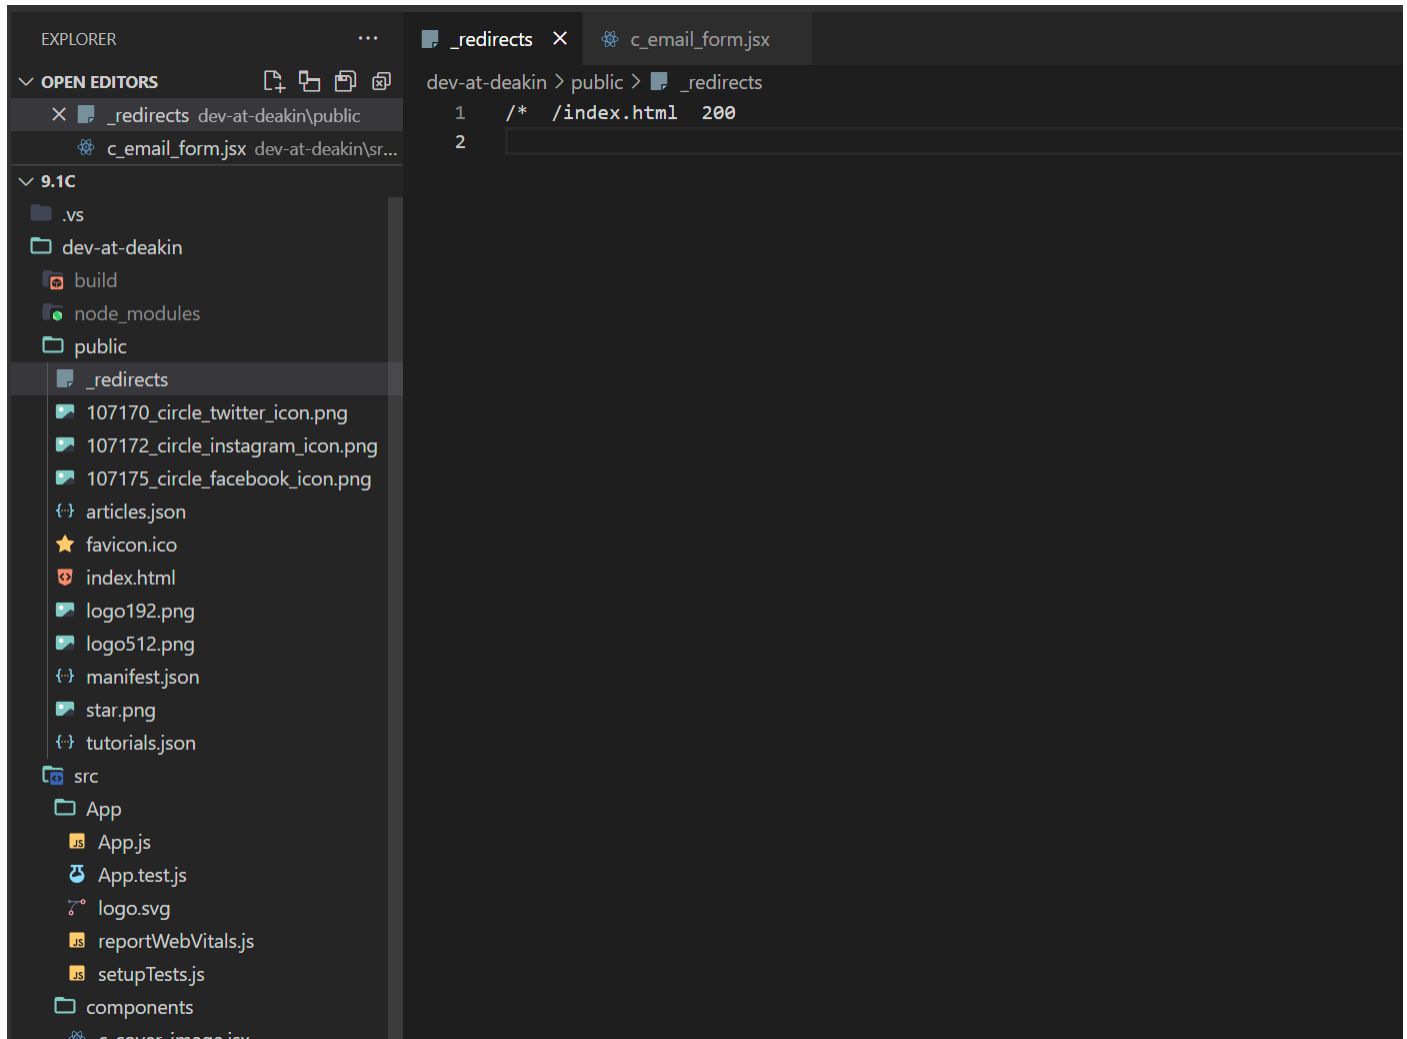 EXPLORER ···
OPEN EDITORS
_redirects dev-at-deakin\public
c_email_form.jsx dev-at-deakin\sr...
9.1C
.vs
dev-at-deakin
build
node_modules
public
_redirects
107170_circle_twitter_icon.png
107172_circle_instagram_icon.png
107175_circle_facebook_icon.png
articles.json
favicon.ico
index.html
logo192.png
logo512.png
manifest.json
star.png
tutorials.json
src
App
App.js
App.test.js
logo.svg
reportWebVitals.js
setupTests.js
components
c_cover_image.jsx
_redirects
c_email_form.jsx
dev-at-deakin > public > _redirects
1 /*  /index.html  200
2